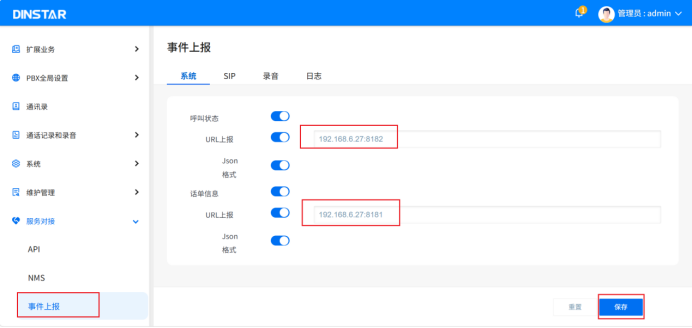 DINSTAR
1
管理员 : admin
扩展业务
PBX全局设置
通讯录
通话记录和录音
系统
维护管理
服务对接
API
NMS
事件上报
事件上报
系统 SIP 录音 日志
呼叫状态
URL上报 192.168.6.27:8182
Json
格式
话单信息
URL上报 192.168.6.27:8181
Json
格式
重置 保存